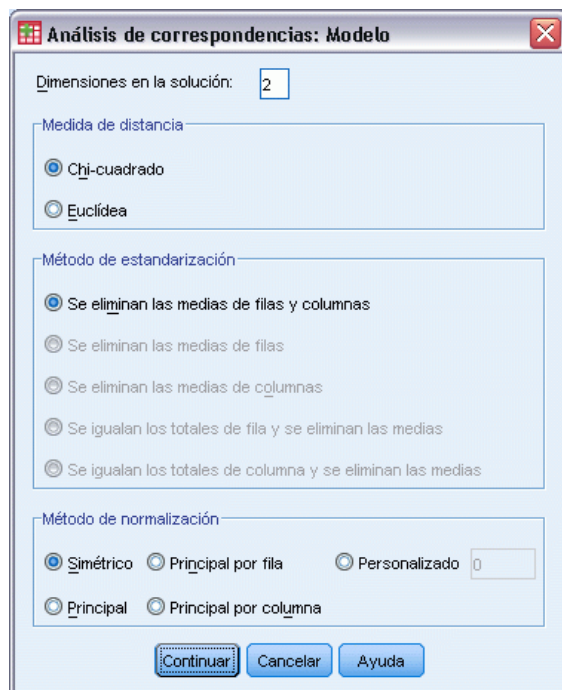 Análisis de correspondencias: Modelo
Dimensiones en la solución: 2
Medida de distancia
Chi-cuadrado
Euclídea
Método de estandarización
Se eliminan las medias de filas y columnas
Se eliminan las medias de filas
Se eliminan las medias de columnas
Se igualan los totales de fila y se eliminan las medias
Se igualan los totales de columna y se eliminan las medias
Método de normalización
Simétrico Principal por fila Personalizado 0
Principal Principal por columna
Continuar Cancelar Ayuda